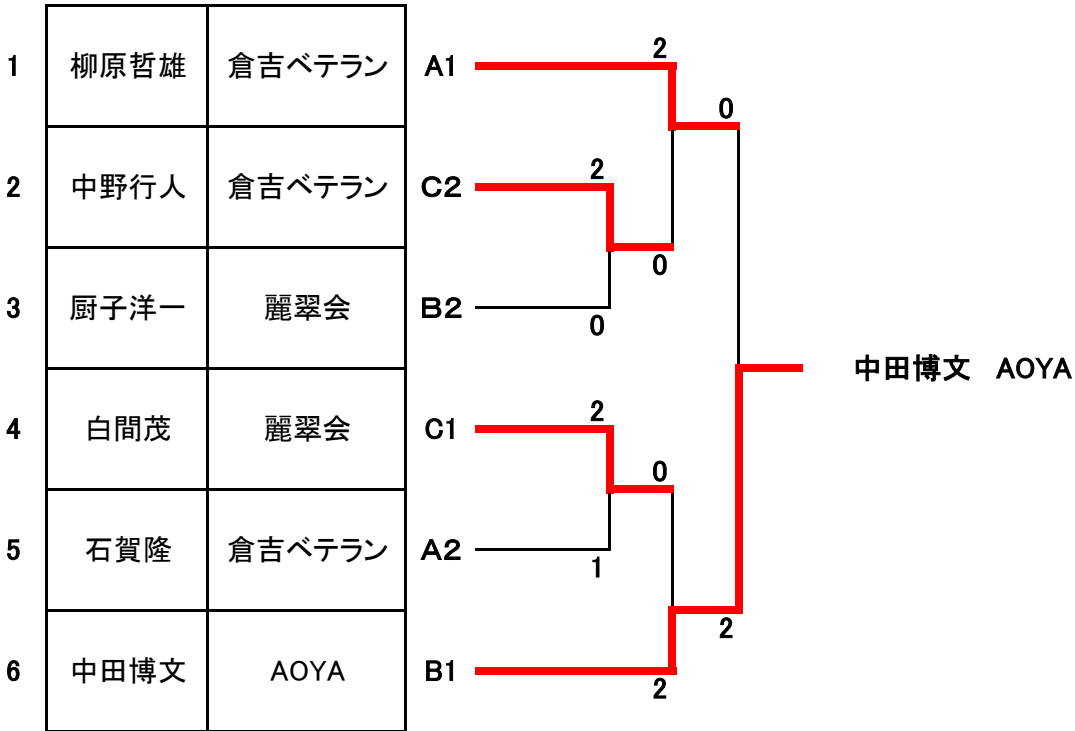 2
1 柳原哲雄 倉吉ベテラン A1
0
2
2 中野行人 倉吉ベテラン C2
0
3 厨子洋一 麗翠会 B2
0
中田博文 AOYA
2
4 白間茂 麗翠会 C1
0
5 石賀隆 倉吉ベテラン A2
1
2
6 中田博文 AOYA B1
2